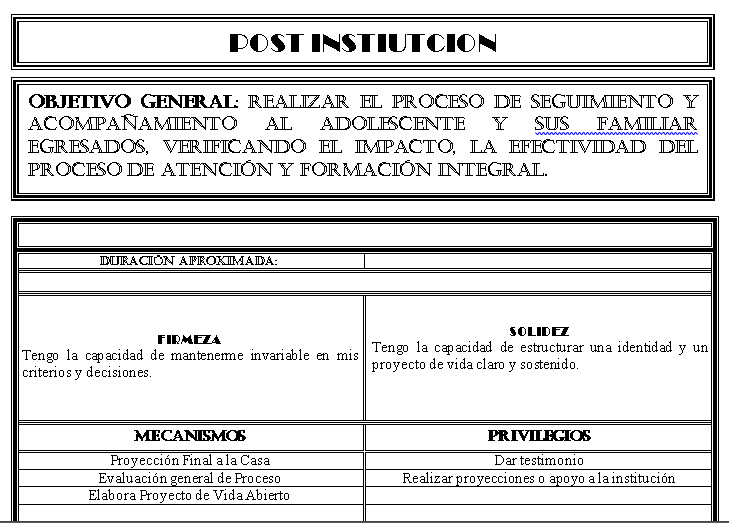 POST INSTIUTCION
OBJETIVO GENERAL: REALIZAR EL PROCESO DE SEGUIMIENTO Y
ACOMPAÑAMIENTO AL ADOLESCENTE Y SUS FAMILIAR
EGRESADOS, VERIFICANDO EL IMPACTO, LA EFECTIVIDAD DEL
PROCESO DE ATENCIÓN Y FORMACIÓN INTEGRAL.
DURACIÓN APROXIMADA:
FIRMEZA
Tengo la capacidad de mantenerme invariable en mis
criterios y decisiones.
SOLIDEZ
Tengo la capacidad de estructurar una identidad y un
proyecto de vida claro y sostenido.
MECANISMOS
PRIVILEGIOS
Proyección Final a la Casa
Dar testimonio
Evaluación general de Proceso
Realizar proyecciones o apoyo a la institución
Elabora Proyecto de Vida Abierto